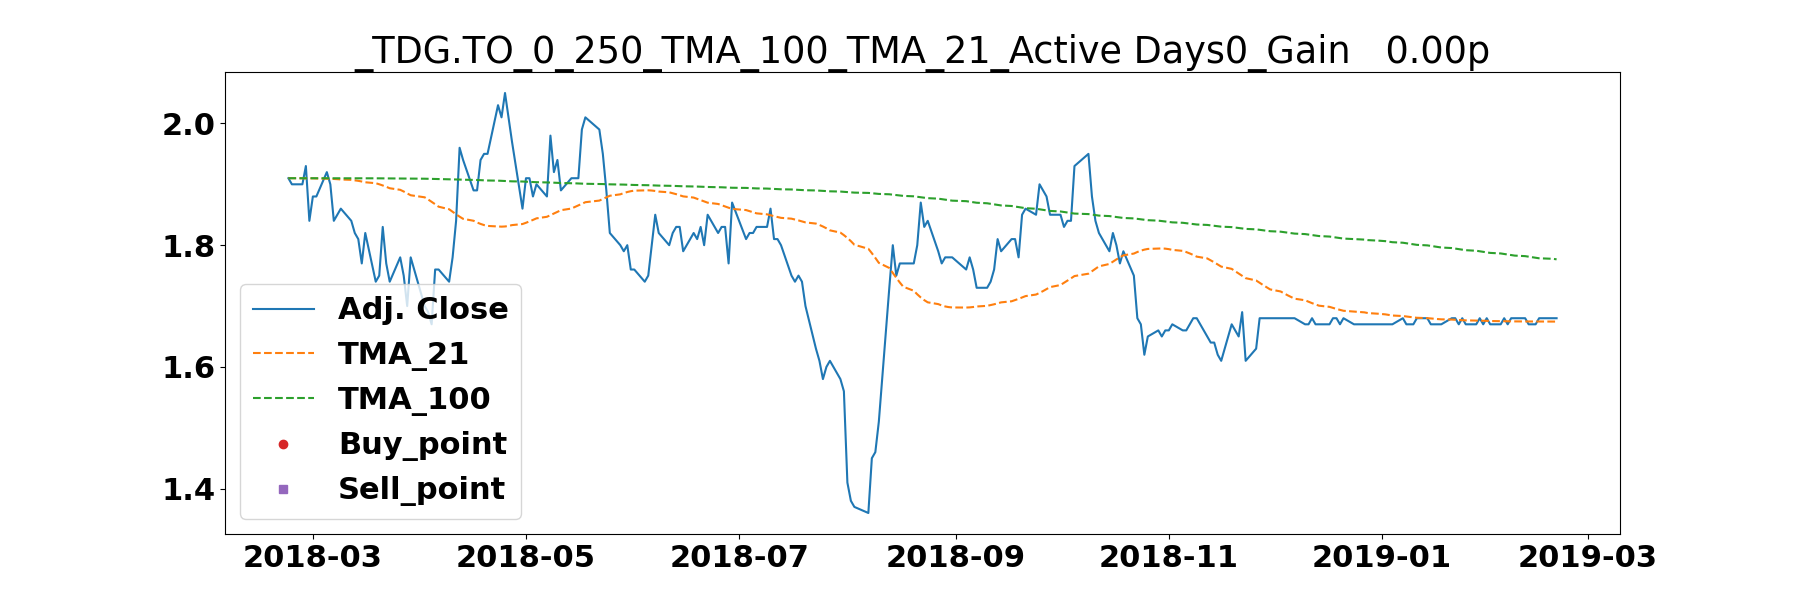 _TDG.TO_0_250_TMA_100_TMA_21_Active Days0_Gain   0.00p
2.0
1.8
1.6
1.4
Adj. Close
TMA_21
TMA_100
Buy_point
Sell_point
2018-03 2018-05 2018-07 2018-09 2018-11 2019-01 2019-03